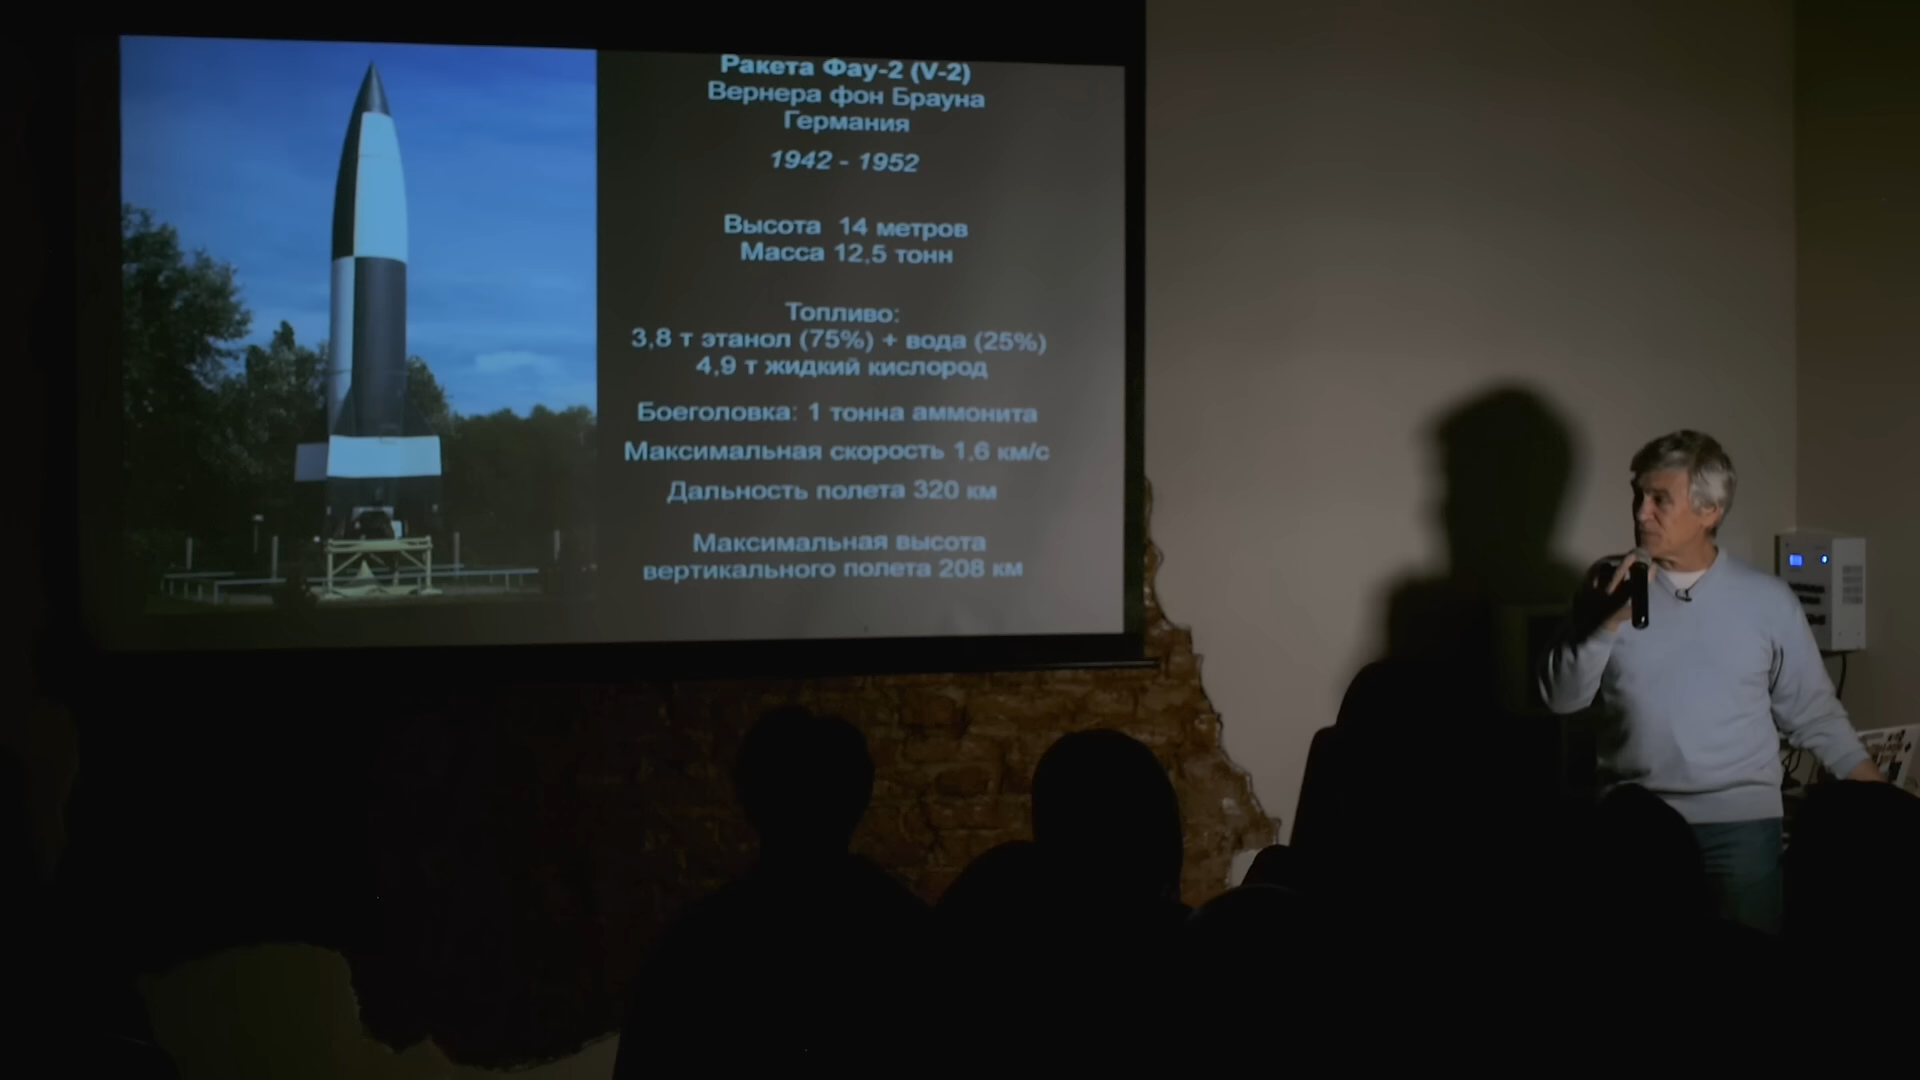 Ракета Фау-2 (V-2)
Вернера фон Брауна
Германия
1942 - 1952
Высота 14 метров
Масса 12,5 тонн
Топливо:
3,8 т этанол (75%) + вода (25%)
4,9 т жидкий кислород
Боеголовка: 1 тонна аммонита
Максимальная скорость 1,6 км/с
Дальность полета 320 км
Максимальная высота
вертикального полета 208 км